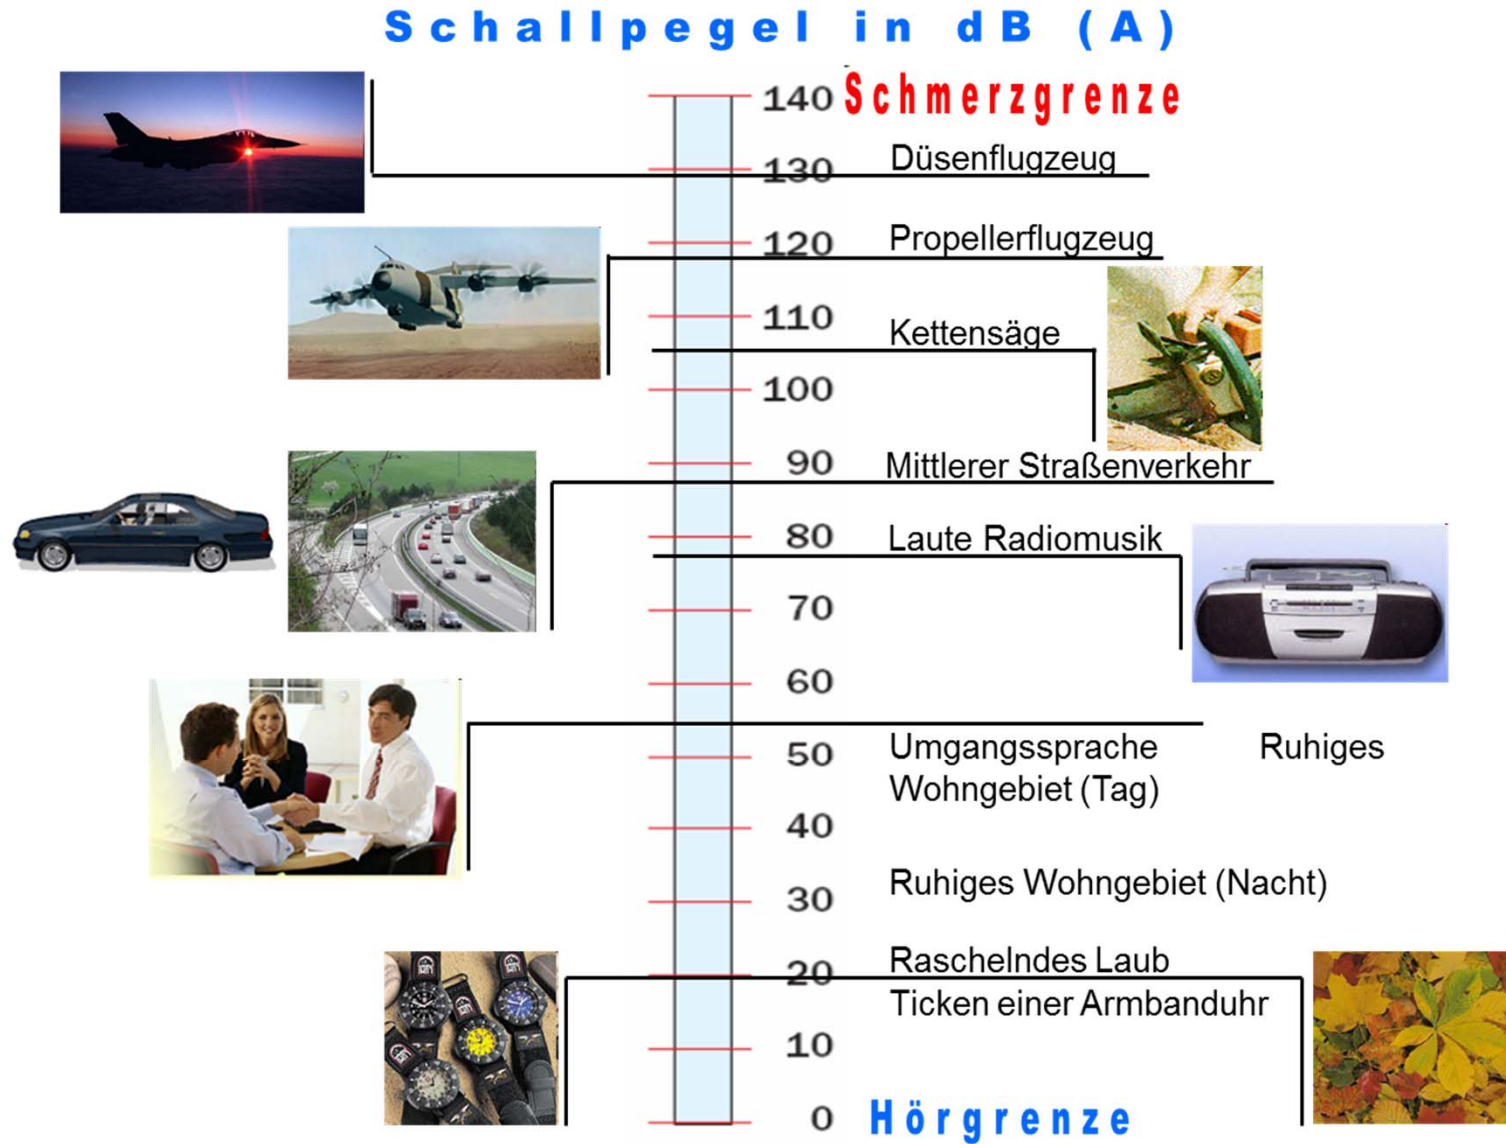 Schallpegel in dB (A)
140 Schmerzgrenze
Düsenflugzeug
130
Propellerflugzeug
120
110
Kettensäge
100
90 Mittlerer Straßenverkehr
80 Laute Radiomusik
70
60
50 Umgangssprache Ruhiges
Wohngebiet (Tag)
40
Ruhiges Wohngebiet (Nacht)
30
Raschelndes Laub
20
Ticken einer Armbanduhr
10
0 Hörgrenze